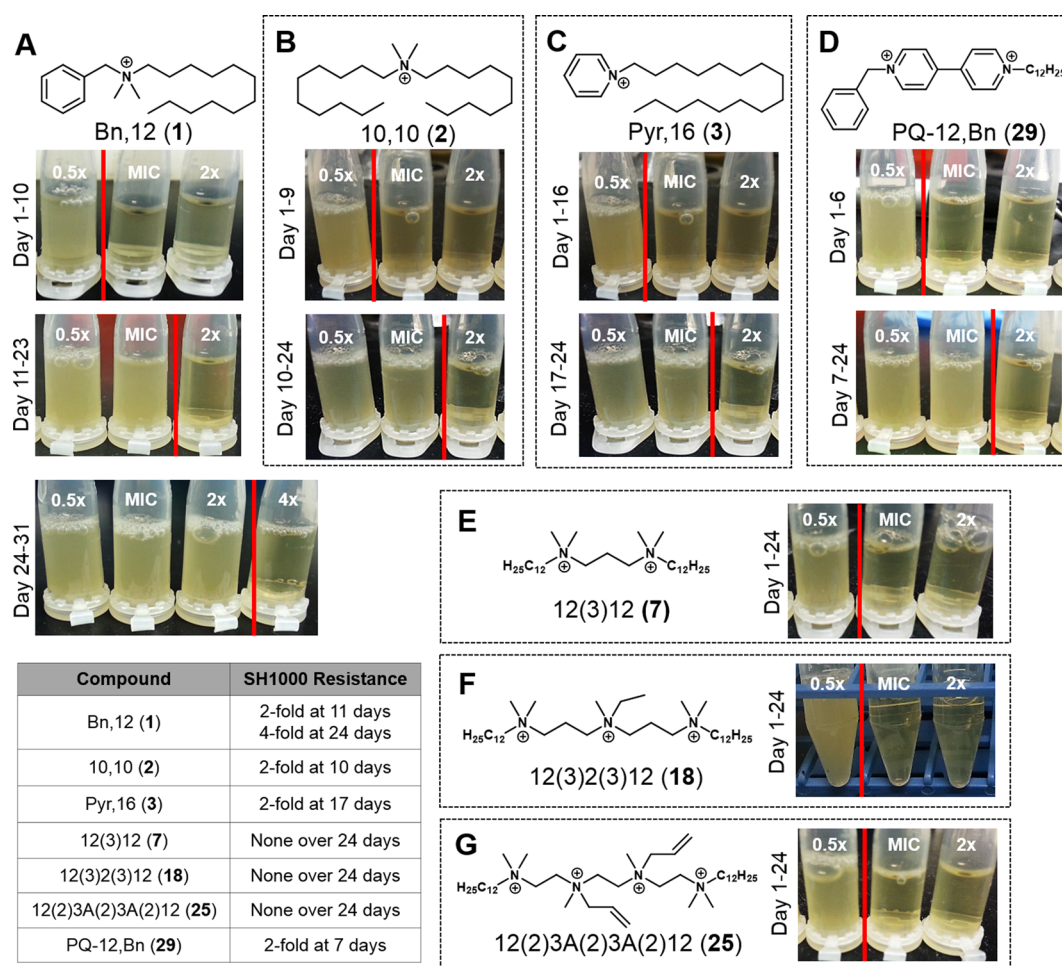 A
N
⊕
Bn,12 (1)
Day 1-10
0.5x MIC 2x
Day 11-23
0.5x MIC 2x
Day 24-31
0.5x MIC 2x 4x
B
N
⊕
10,10 (2)
Day 1-9
0.5x MIC 2x
Day 10-24
0.5x MIC 2x
C
N
⊕
Pyr,16 (3)
Day 1-16
0.5x MIC 2x
Day 17-24
0.5x MIC 2x
D
⊕N N⊕ C12H25
PQ-12,Bn (29)
Day 1-6
0.5x MIC 2x
Day 7-24
0.5x MIC 2x
E
H25C12 N⊕ N⊕ C12H25
12(3)12 (7)
Day 1-24
0.5x MIC 2x
F
H25C12 N⊕ N⊕ N⊕ C12H25
12(3)2(3)12 (18)
Day 1-24
0.5x MIC 2x
G
H25C12 N⊕ N⊕ N⊕ N⊕ C12H25
12(2)3A(2)3A(2)12 (25)
Day 1-24
0.5x MIC 2x
Compound SH1000 Resistance
Bn,12 (1) 2-fold at 11 days
4-fold at 24 days
10,10 (2) 2-fold at 10 days
Pyr,16 (3) 2-fold at 17 days
12(3)12 (7) None over 24 days
12(3)2(3)12 (18) None over 24 days
12(2)3A(2)3A(2)12 (25) None over 24 days
PQ-12,Bn (29) 2-fold at 7 days